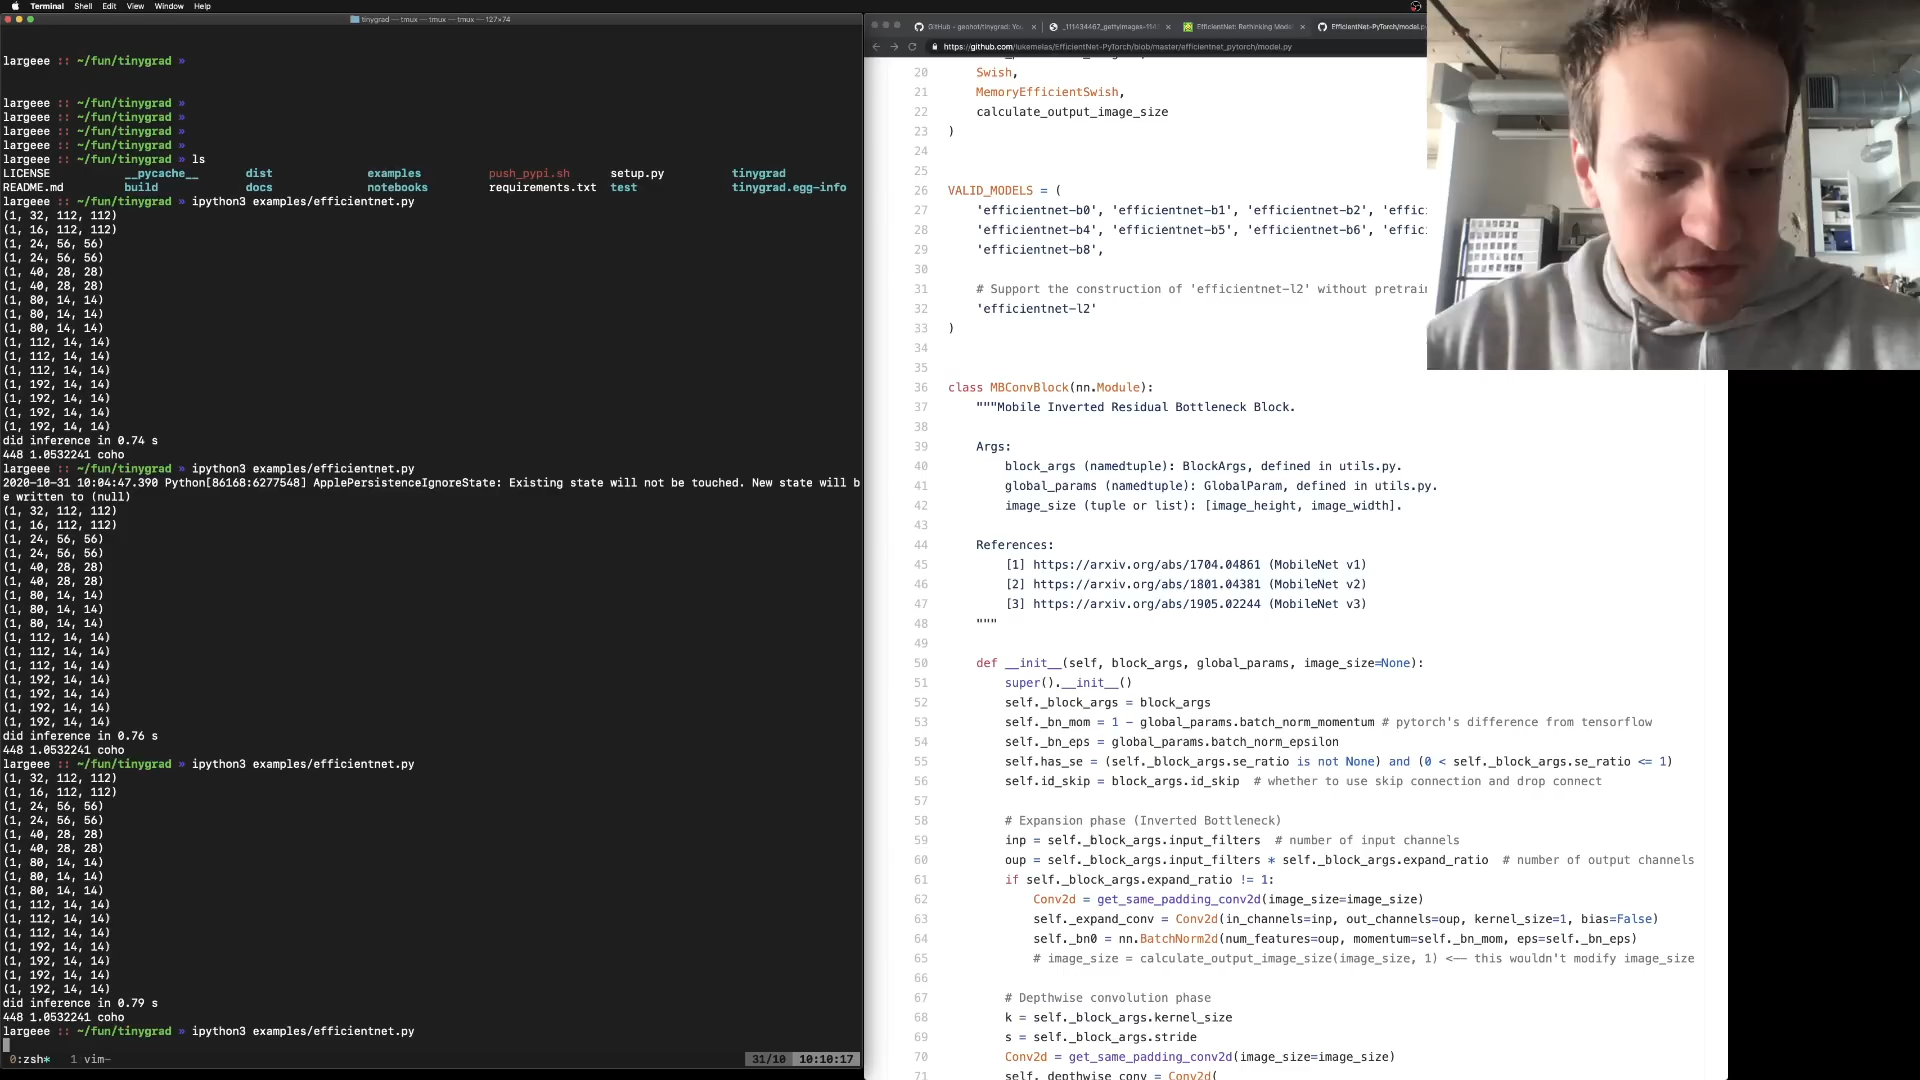 Terminal Shell Edit View Window Help
tinygrad — tmux — tmux — tmux — 127×74
largeee :: ~/fun/tinygrad »
largeee :: ~/fun/tinygrad »
largeee :: ~/fun/tinygrad »
largeee :: ~/fun/tinygrad »
largeee :: ~/fun/tinygrad »
largeee :: ~/fun/tinygrad » ls
LICENSE __pycache__ dist examples push_pypi.sh setup.py tinygrad
README.md build docs notebooks requirements.txt test tinygrad.egg-info
largeee :: ~/fun/tinygrad » ipython3 examples/efficientnet.py
(1, 32, 112, 112)
(1, 16, 112, 112)
(1, 24, 56, 56)
(1, 24, 56, 56)
(1, 40, 28, 28)
(1, 40, 28, 28)
(1, 80, 14, 14)
(1, 80, 14, 14)
(1, 80, 14, 14)
(1, 112, 14, 14)
(1, 112, 14, 14)
(1, 112, 14, 14)
(1, 192, 14, 14)
(1, 192, 14, 14)
(1, 192, 14, 14)
(1, 192, 14, 14)
did inference in 0.74 s
448 1.0532241 coho
largeee :: ~/fun/tinygrad » ipython3 examples/efficientnet.py
2020-10-31 10:04:47.390 Python[86168:6277548] ApplePersistenceIgnoreState: Existing state will not be touched. New state will b
e written to (null)
(1, 32, 112, 112)
(1, 16, 112, 112)
(1, 24, 56, 56)
(1, 24, 56, 56)
(1, 40, 28, 28)
(1, 40, 28, 28)
(1, 80, 14, 14)
(1, 80, 14, 14)
(1, 80, 14, 14)
(1, 112, 14, 14)
(1, 112, 14, 14)
(1, 112, 14, 14)
(1, 192, 14, 14)
(1, 192, 14, 14)
(1, 192, 14, 14)
(1, 192, 14, 14)
did inference in 0.76 s
448 1.0532241 coho
largeee :: ~/fun/tinygrad » ipython3 examples/efficientnet.py
(1, 32, 112, 112)
(1, 16, 112, 112)
(1, 24, 56, 56)
(1, 24, 56, 56)
(1, 40, 28, 28)
(1, 40, 28, 28)
(1, 80, 14, 14)
(1, 80, 14, 14)
(1, 80, 14, 14)
(1, 112, 14, 14)
(1, 112, 14, 14)
(1, 112, 14, 14)
(1, 192, 14, 14)
(1, 192, 14, 14)
(1, 192, 14, 14)
(1, 192, 14, 14)
did inference in 0.79 s
448 1.0532241 coho
largeee :: ~/fun/tinygrad » ipython3 examples/efficientnet.py
0:zsh* 1 vim- 31/10 10:10:17
GitHub - geohot/tinygrad: You × _111434467_gettyimages-1143 × EfficientNet: Rethinking Model × EfficientNet-PyTorch/model.p
https://github.com/lukemelas/EfficientNet-PyTorch/blob/master/efficientnet_pytorch/model.py
20 Swish,
21 MemoryEfficientSwish,
22 calculate_output_image_size
23 )
24
25
26 VALID_MODELS = (
27 'efficientnet-b0', 'efficientnet-b1', 'efficientnet-b2', 'effic
28 'efficientnet-b4', 'efficientnet-b5', 'efficientnet-b6', 'effic
29 'efficientnet-b8',
30
31 # Support the construction of 'efficientnet-l2' without pretrain
32 'efficientnet-l2'
33 )
34
35
36 class MBConvBlock(nn.Module):
37 """Mobile Inverted Residual Bottleneck Block.
38
39 Args:
40 block_args (namedtuple): BlockArgs, defined in utils.py.
41 global_params (namedtuple): GlobalParam, defined in utils.py.
42 image_size (tuple or list): [image_height, image_width].
43
44 References:
45 [1] https://arxiv.org/abs/1704.04861 (MobileNet v1)
46 [2] https://arxiv.org/abs/1801.04381 (MobileNet v2)
47 [3] https://arxiv.org/abs/1905.02244 (MobileNet v3)
48 """
49
50 def __init__(self, block_args, global_params, image_size=None):
51 super().__init__()
52 self._block_args = block_args
53 self._bn_mom = 1 - global_params.batch_norm_momentum # pytorch's difference from tensorflow
54 self._bn_eps = global_params.batch_norm_epsilon
55 self.has_se = (self._block_args.se_ratio is not None) and (0 < self._block_args.se_ratio <= 1)
56 self.id_skip = block_args.id_skip # whether to use skip connection and drop connect
57
58 # Expansion phase (Inverted Bottleneck)
59 inp = self._block_args.input_filters # number of input channels
60 oup = self._block_args.input_filters * self._block_args.expand_ratio # number of output channels
61 if self._block_args.expand_ratio != 1:
62 Conv2d = get_same_padding_conv2d(image_size=image_size)
63 self._expand_conv = Conv2d(in_channels=inp, out_channels=oup, kernel_size=1, bias=False)
64 self._bn0 = nn.BatchNorm2d(num_features=oup, momentum=self._bn_mom, eps=self._bn_eps)
65 # image_size = calculate_output_image_size(image_size, 1) <-- this wouldn't modify image_size
66
67 # Depthwise convolution phase
68 k = self._block_args.kernel_size
69 s = self._block_args.stride
70 Conv2d = get_same_padding_conv2d(image_size=image_size)
71 self._depthwise_conv = Conv2d(